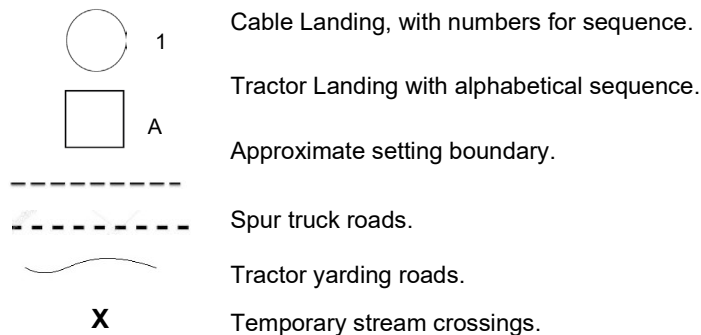 1 Cable Landing, with numbers for sequence.
A Tractor Landing with alphabetical sequence.
Approximate setting boundary.
Spur truck roads.
Tractor yarding roads.
X Temporary stream crossings.